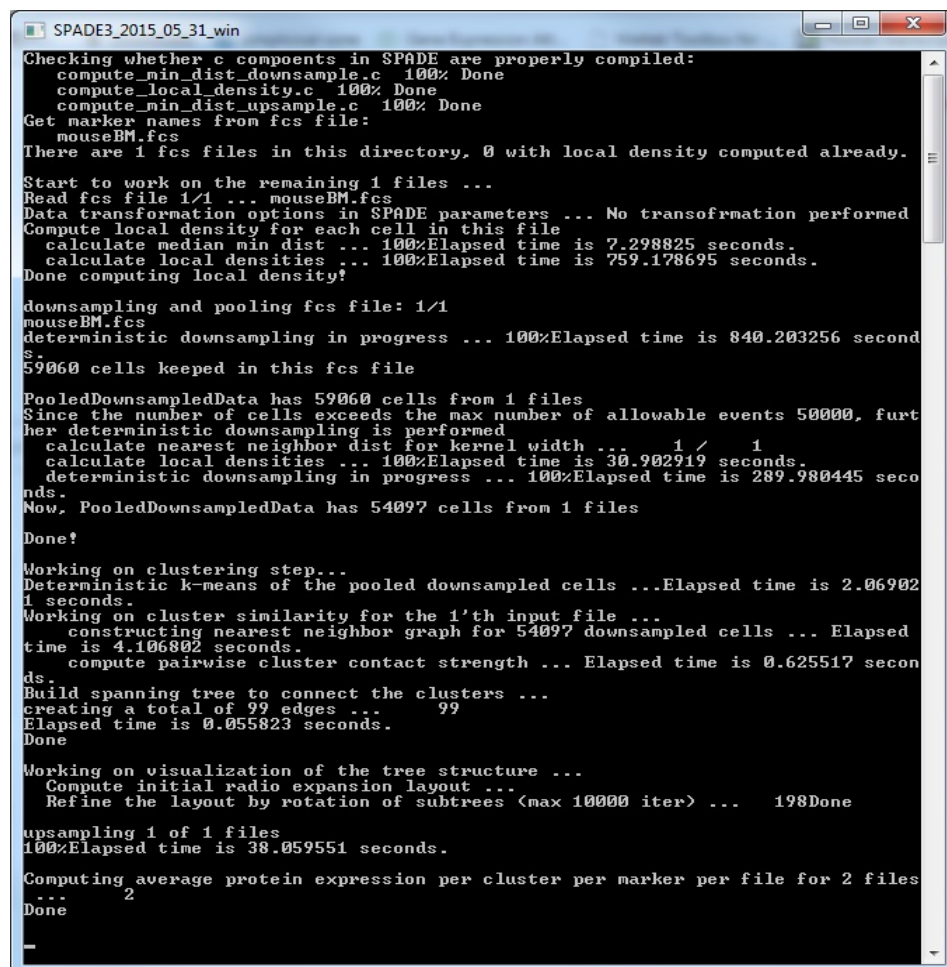 SPADE3_2015_05_31_win
Checking whether c compoents in SPADE are properly compiled:
compute_min_dist_downsample.c 100% Done
compute_local_density.c 100% Done
compute_min_dist_upsample.c 100% Done
Get marker names from fcs file:
mouseBM.fcs
There are 1 fcs files in this directory, 0 with local density computed already.
Start to work on the remaining 1 files ...
Read fcs file 1/1 ... mouseBM.fcs
Data transformation options in SPADE parameters ... No transofrmation performed
Compute local density for each cell in this file
calculate median min dist ... 100%Elapsed time is 7.298825 seconds.
calculate local densities ... 100%Elapsed time is 759.178695 seconds.
Done computing local density!
downsampling and pooling fcs file: 1/1
mouseBM.fcs
deterministic downsampling in progress ... 100%Elapsed time is 840.203256 second
s.
59060 cells keeped in this fcs file
PooledDownsampledData has 59060 cells from 1 files
Since the number of cells exceeds the max number of allowable events 50000, furt
her deterministic downsampling is performed
calculate nearest neighbor dist for kernel width ... 1 / 1
calculate local densities ... 100%Elapsed time is 30.902919 seconds.
deterministic downsampling in progress ... 100%Elapsed time is 289.980445 seco
nds.
Now, PooledDownsampledData has 54097 cells from 1 files
Done!
Working on clustering step...
Deterministic k-means of the pooled downsampled cells ...Elapsed time is 2.06902
1 seconds.
Working on cluster similarity for the 1'th input file ...
constructing nearest neighbor graph for 54097 downsampled cells ... Elapsed
time is 4.106802 seconds.
compute pairwise cluster contact strength ... Elapsed time is 0.625517 secon
ds.
Build spanning tree to connect the clusters ...
creating a total of 99 edges ... 99
Elapsed time is 0.055823 seconds.
Done
Working on visualization of the tree structure ...
Compute initial radio expansion layout ...
Refine the layout by rotation of subtrees (max 10000 iter) ... 198Done
upsampling 1 of 1 files
100%Elapsed time is 38.059551 seconds.
Computing average protein expression per cluster per marker per file for 2 files
... 2
Done